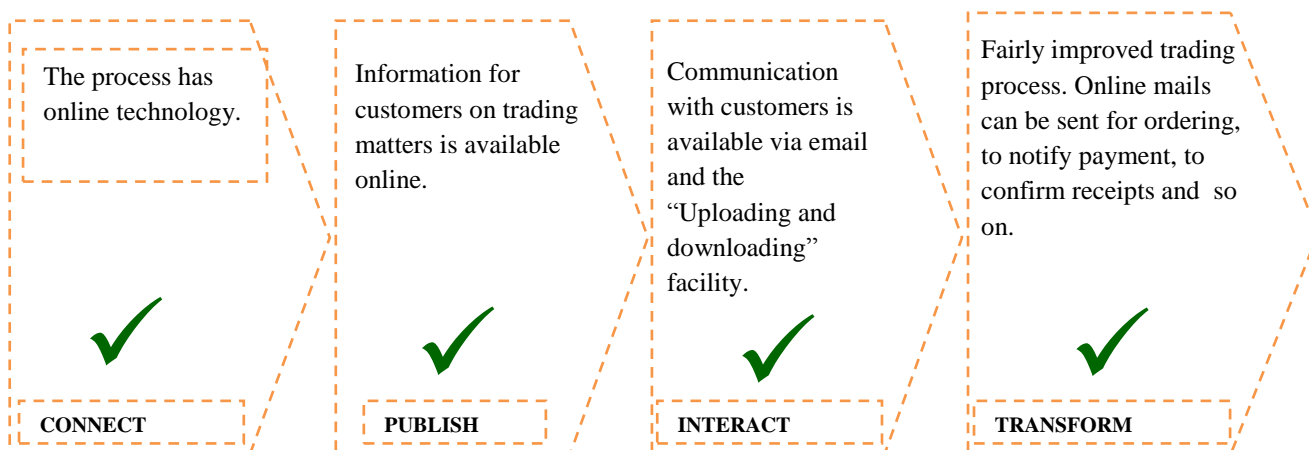 The process has
online technology.
CONNECT
Information for
customers on trading
matters is available
online.
PUBLISH
Communication
with customers is
available via email
and the
“Uploading and
downloading”
facility.
INTERACT
Fairly improved trading
process. Online mails
can be sent for ordering,
to notify payment, to
confirm receipts and so
on.
TRANSFORM